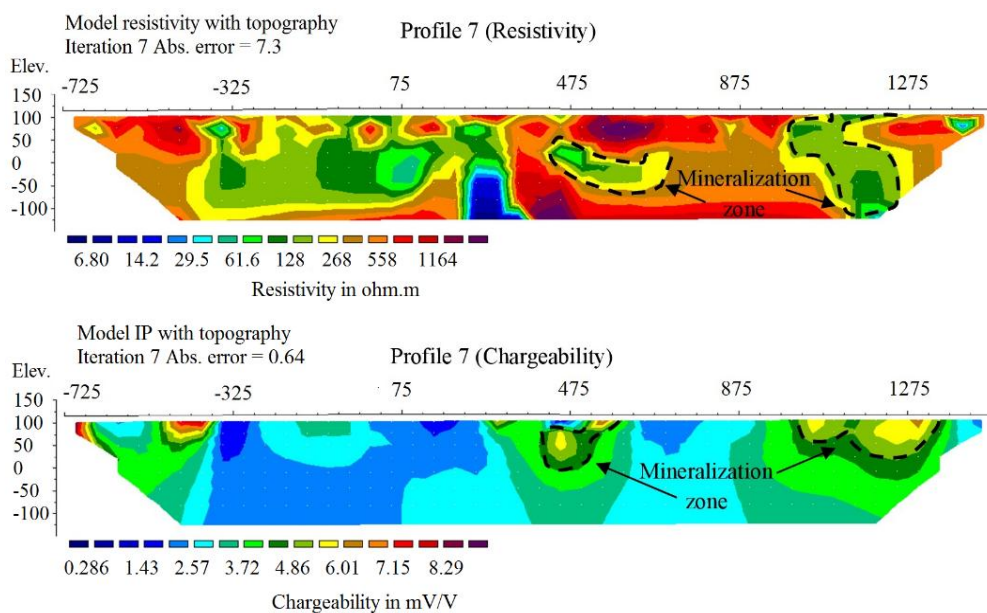 Model resistivity with topography
Iteration 7 Abs. error = 7.3
Profile 7 (Resistivity)
Elev.
-725 -325 75 475 875 1275
150
100
50
0
-50
-100
Mineralization
zone
6.80 14.2 29.5 61.6 128 268 558 1164
Resistivity in ohm.m
Model IP with topography
Iteration 7 Abs. error = 0.64
Profile 7 (Chargeability)
Elev.
-725 -325 75 475 875 1275
150
100
50
0
-50
-100
Mineralization
zone
0.286 1.43 2.57 3.72 4.86 6.01 7.15 8.29
Chargeability in mV/V